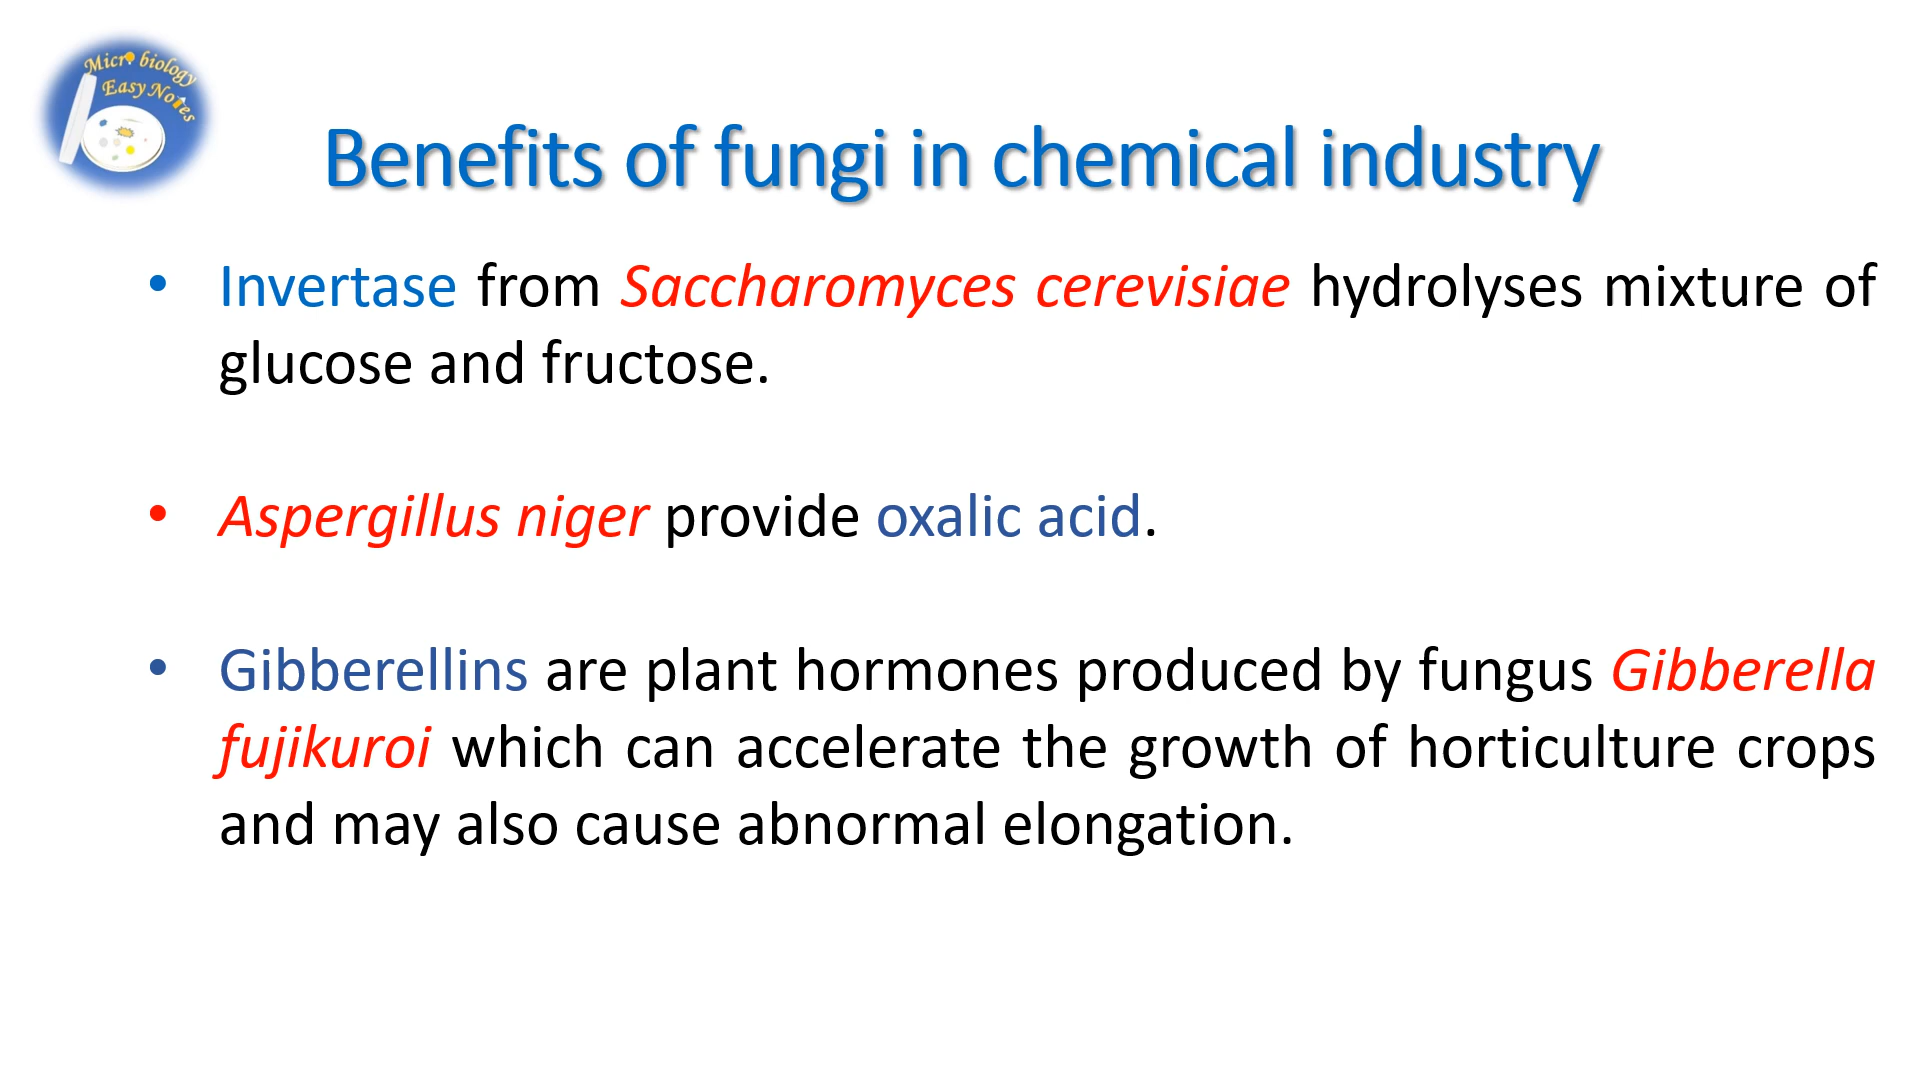 Microbiology
Easy Notes
Benefits of fungi in chemical industry
• Invertase from Saccharomyces cerevisiae hydrolyses mixture of
glucose and fructose.
• Aspergillus niger provide oxalic acid.
• Gibberellins are plant hormones produced by fungus Gibberella
fujikuroi which can accelerate the growth of horticulture crops
and may also cause abnormal elongation.